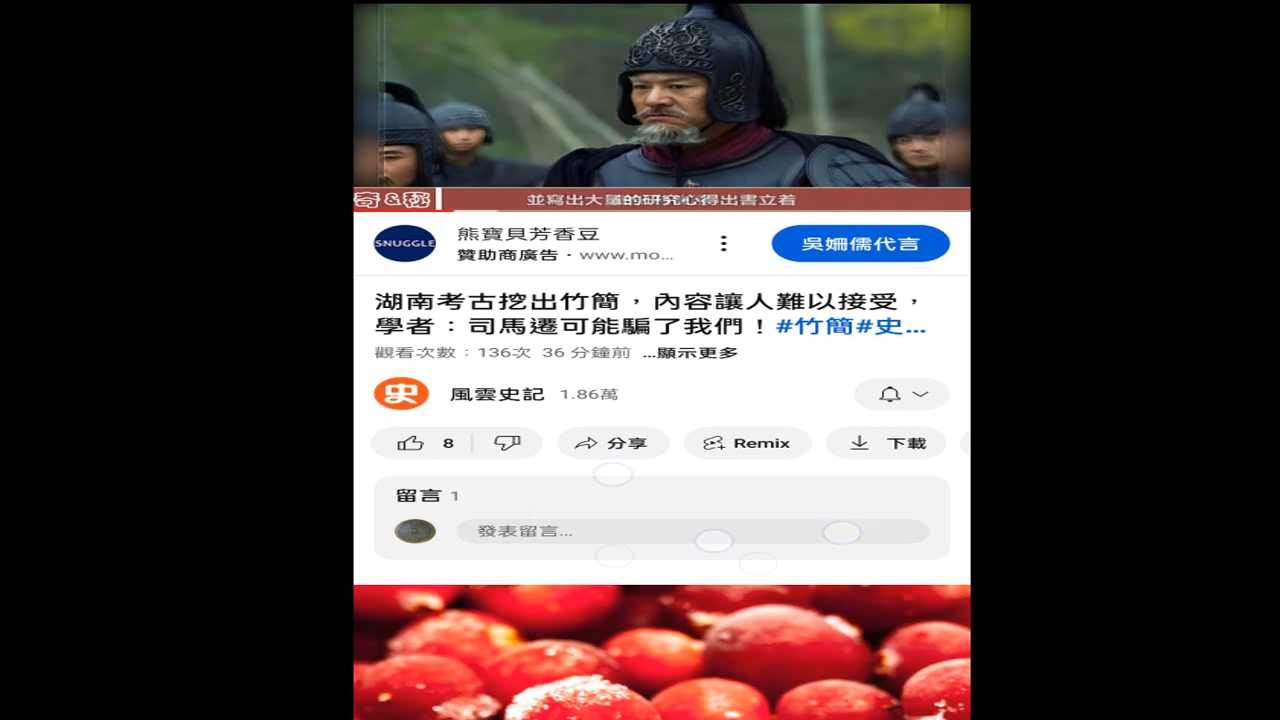 奇&秘
並寫出大量的研究心得出書立着
SNUGGLE
熊寶貝芳香豆
贊助商廣告・www.mo...
吳姍儒代言
湖南考古挖出竹簡，內容讓人難以接受，
學者：司馬遷可能騙了我們！#竹簡#史...
觀看次數：136次 36 分鐘前 ...顯示更多
史
風雲史記 1.86萬
8
分享
Remix
下載
留言 1
發表留言...